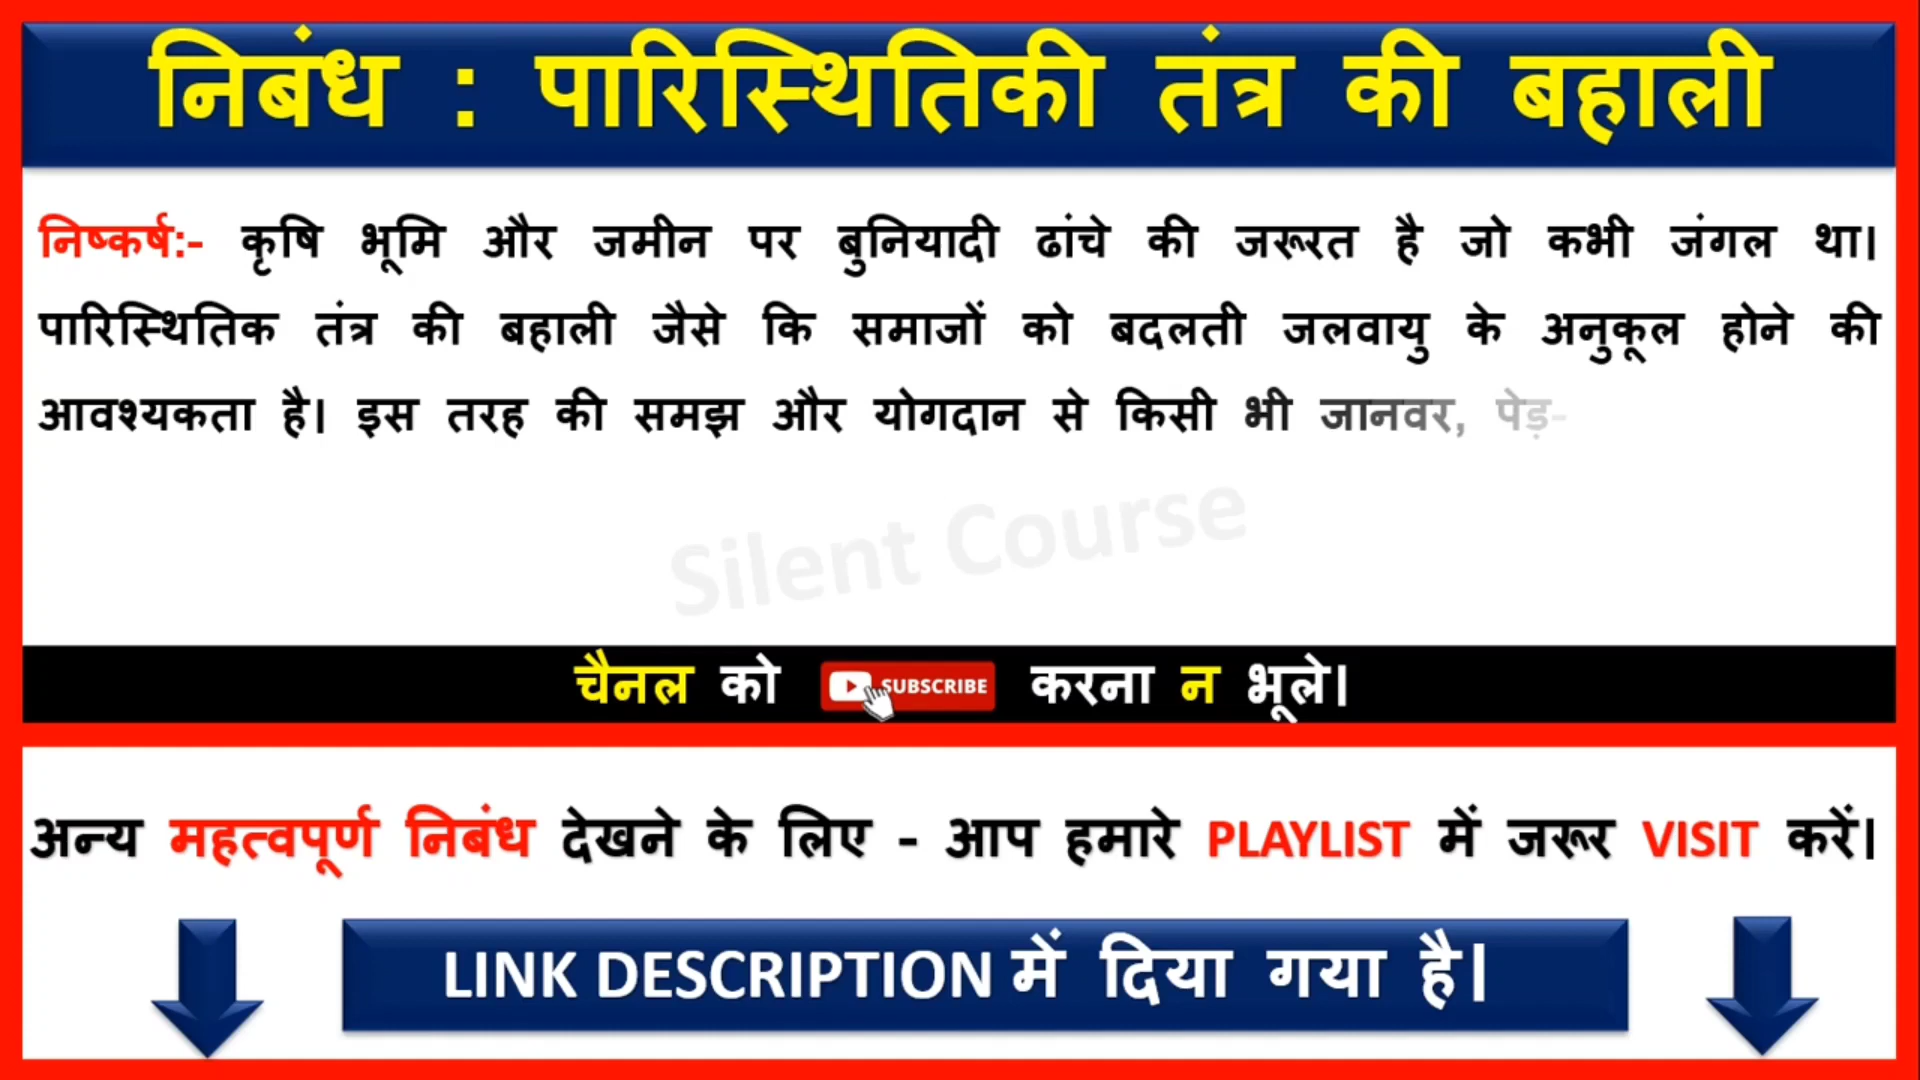 निबंध : पारिस्थितिकी तंत्र की बहाली
निष्कर्ष:- कृषि भूमि और जमीन पर बुनियादी ढांचे की जरूरत है जो कभी जंगल था।
पारिस्थितिक तंत्र की बहाली जैसे कि समाजों को बदलती जलवायु के अनुकूल होने की
आवश्यकता है। इस तरह की समझ और योगदान से किसी भी जानवर, पेड़-
Silent Course
चैनल को SUBSCRIBE करना न भूले।
अन्य महत्वपूर्ण निबंध देखने के लिए - आप हमारे PLAYLIST में जरूर VISIT करें।
LINK DESCRIPTION में दिया गया है।